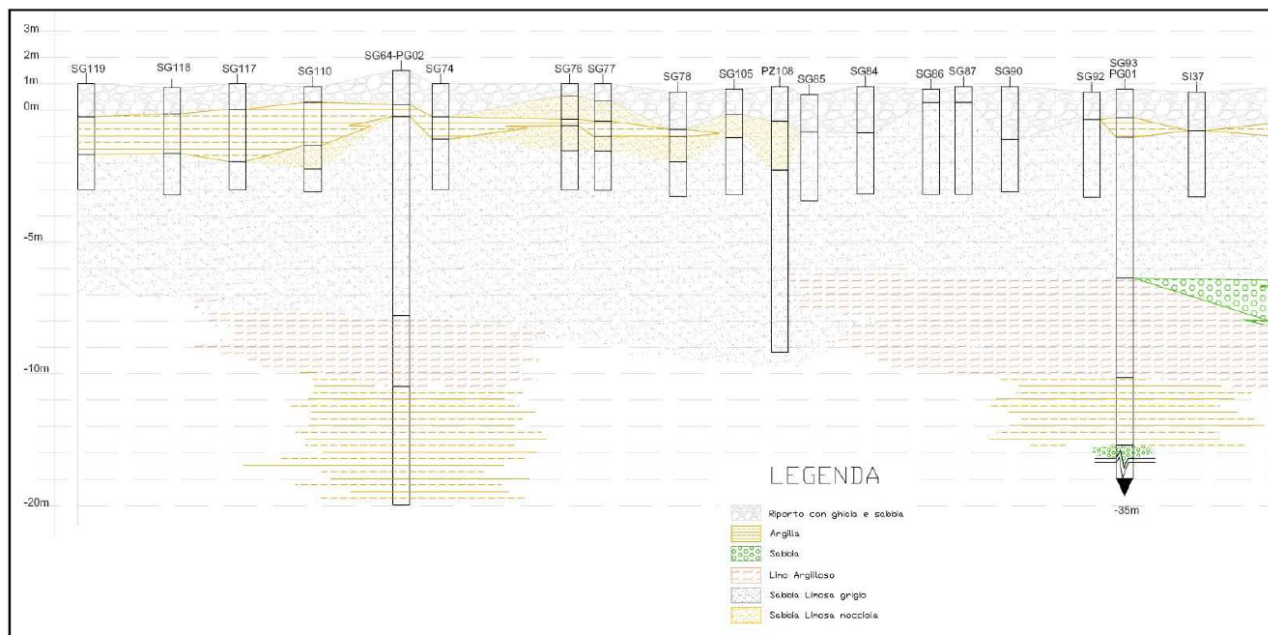 3m
2m
1m
0m
-5m
-10m
-20m
SG119
SG118
SG117
SG110
SG64-PG02
SG74
SG76
SG77
SG78
SG105
PZ108
SG85
SG84
SG86
SG87
SG90
SG92
SG93
PG01
SI37
-35m
LEGENDA
Riporto con ghiaia e sabbia
Argilla
Sabbia
Limo Argilloso
Sabbia Limosa grigio
Sabbia Limosa nocciola